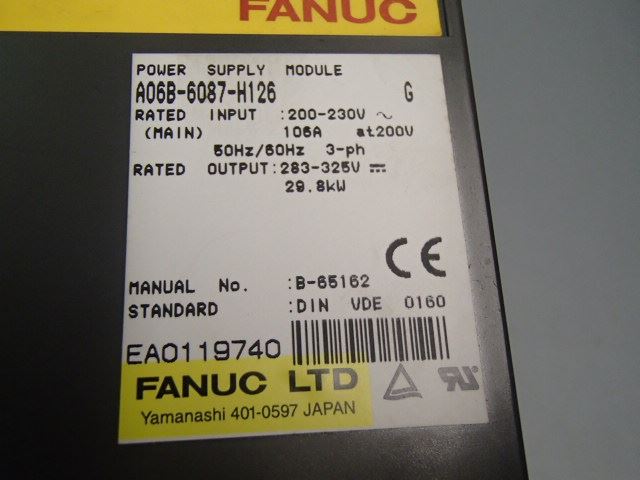 FANUC
POWER SUPPLY MODULE
A06B-6087-H126 G
RATED INPUT :200-230V ~
(MAIN) 106A at200V
50Hz/60Hz 3-ph
RATED OUTPUT:283-325V ⎓
29.8kW
CE
MANUAL No. :B-65162
STANDARD :DIN VDE 0160
EA0119740
FANUC LTD
Yamanashi 401-0597 JAPAN